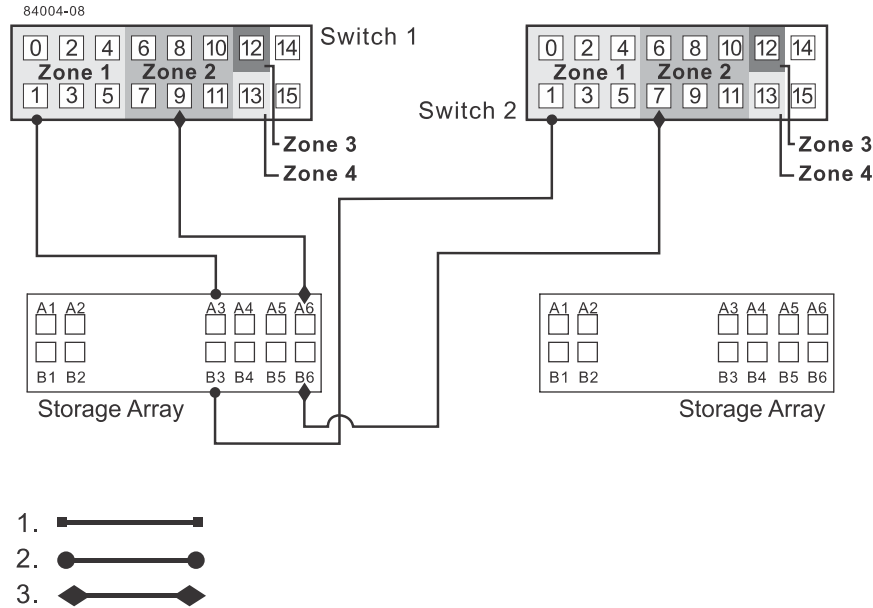 84004-08
0 2 4 6 8 10 12 14
Zone 1 Zone 2
1 3 5 7 9 11 13 15
Switch 1
Zone 3
Zone 4
0 2 4 6 8 10 12 14
Zone 1 Zone 2
1 3 5 7 9 11 13 15
Switch 2
Zone 3
Zone 4
A1 A2 A3 A4 A5 A6
B1 B2 B3 B4 B5 B6
Storage Array
A1 A2 A3 A4 A5 A6
B1 B2 B3 B4 B5 B6
Storage Array
1.
2.
3.